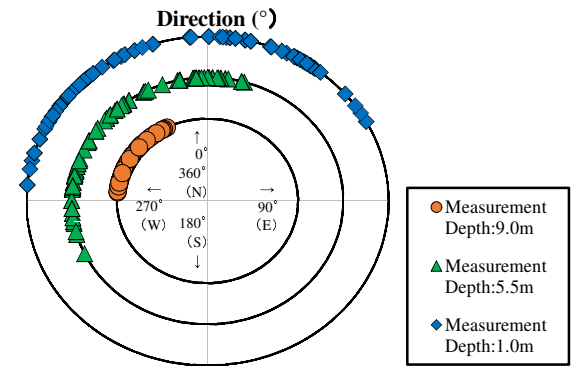 Direction (°)
↑
0°
360°
(N)
← →
270° 90°
(W) (E)
180°
(S)
↓
Measurement
Depth:9.0m
Measurement
Depth:5.5m
Measurement
Depth:1.0m